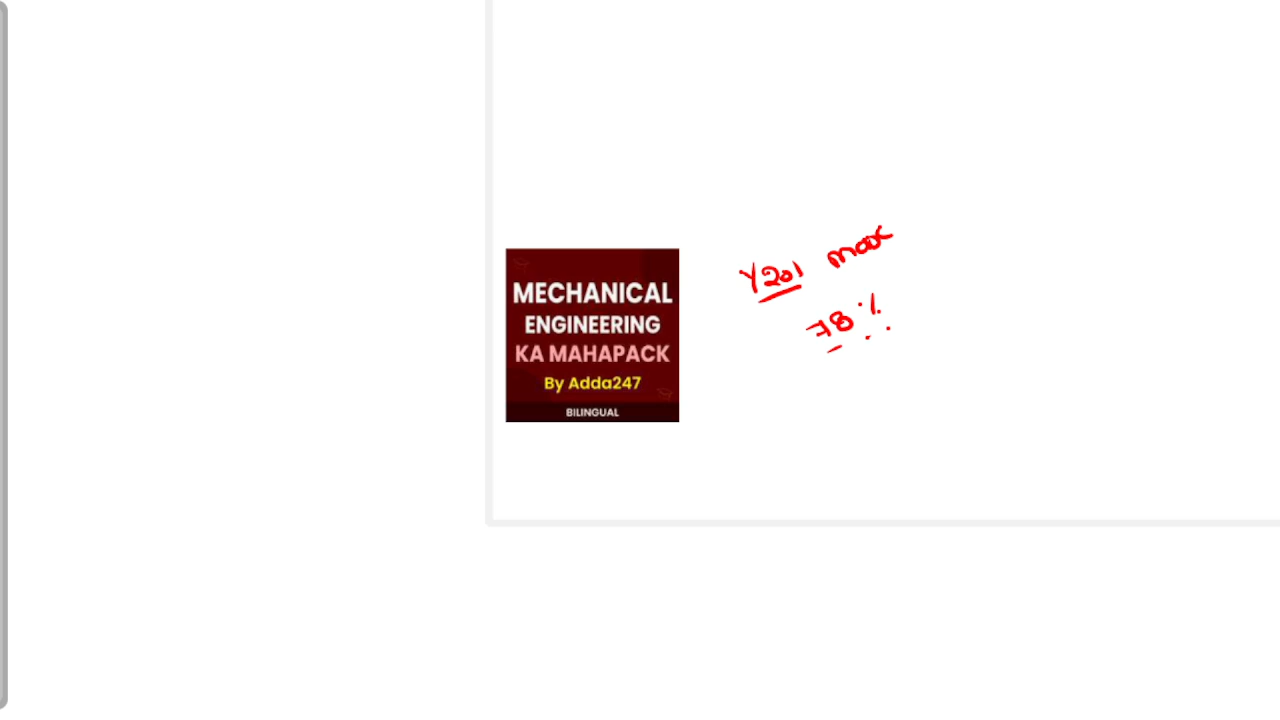 MECHANICAL
ENGINEERING
KA MAHAPACK
By Adda247
BILINGUAL
Y201 max
78%